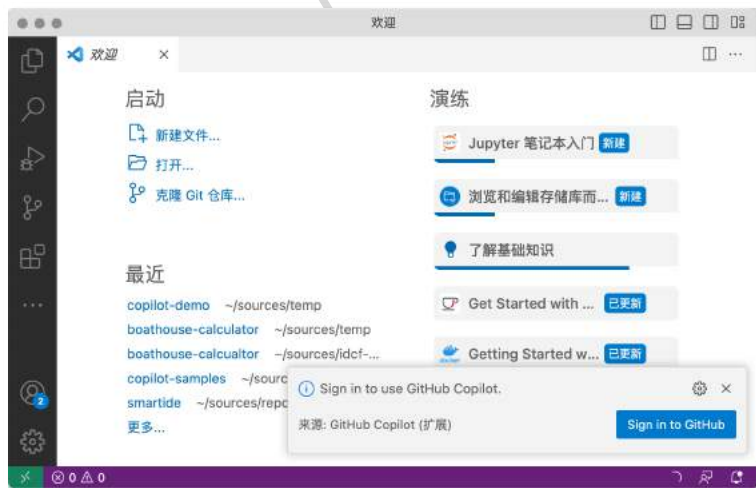 欢迎
欢迎
启动
新建文件...
打开...
克隆 Git 仓库...
最近
copilot-demo ~/sources/temp
boathouse-calculator ~/sources/temp
boathouse-calcualtor ~/sources/idcf-...
copilot-samples ~/sourc
smartide ~/sources/repo
更多...
演练
Jupyter 笔记本入门 新建
浏览和编辑存储库而... 新建
了解基础知识
Get Started with ... 已更新
Getting Started w... 已更新
Sign in to use GitHub Copilot.
来源: GitHub Copilot (扩展)
Sign in to GitHub
2
0 0